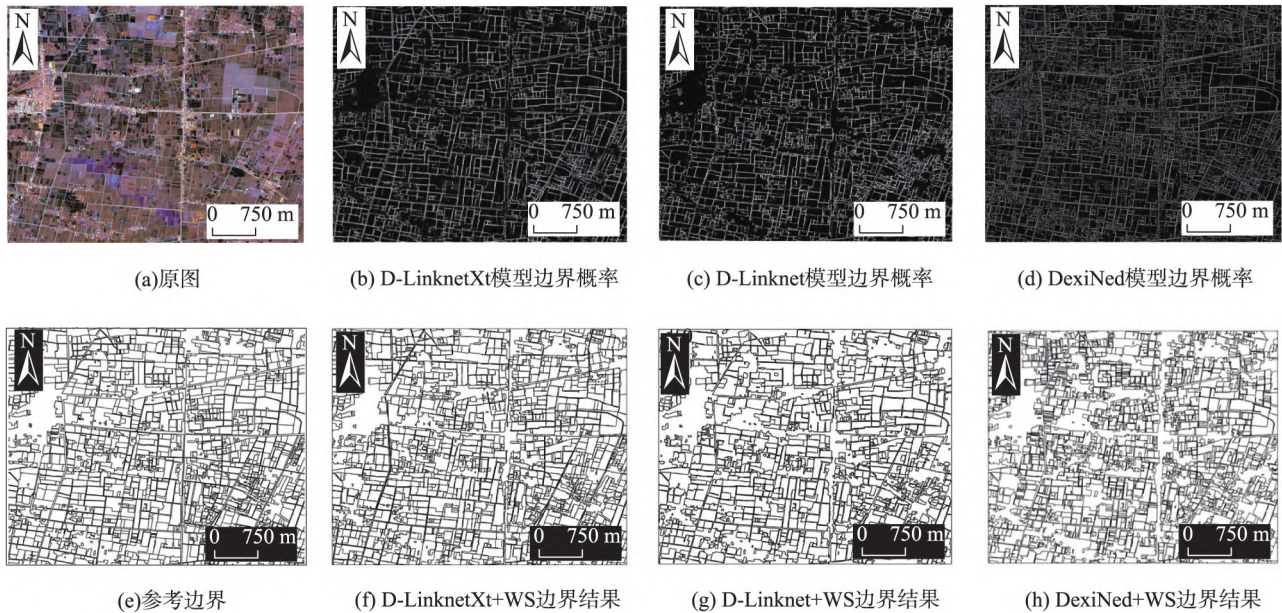 N
0 750 m
(a)原图
N
0 750 m
(b) D-LinknetXt模型边界概率
N
0 750 m
(c) D-Linknet模型边界概率
N
0 750 m
(d) DexiNed模型边界概率
N
0 750 m
(e)参考边界
N
0 750 m
(f) D-LinknetXt+WS边界结果
N
0 750 m
(g) D-Linknet+WS边界结果
N
0 750 m
(h) DexiNed+WS边界结果